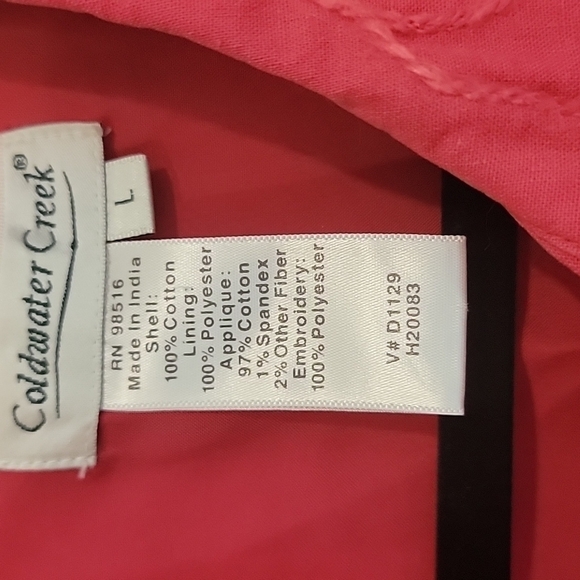 Coldwater Creek®
L
RN 98516
Made In India
Shell:
100% Cotton
Lining:
100% Polyester
Applique:
97% Cotton
1% Spandex
2% Other Fiber
Embroidery:
100% Polyester
V# D1129
H20083